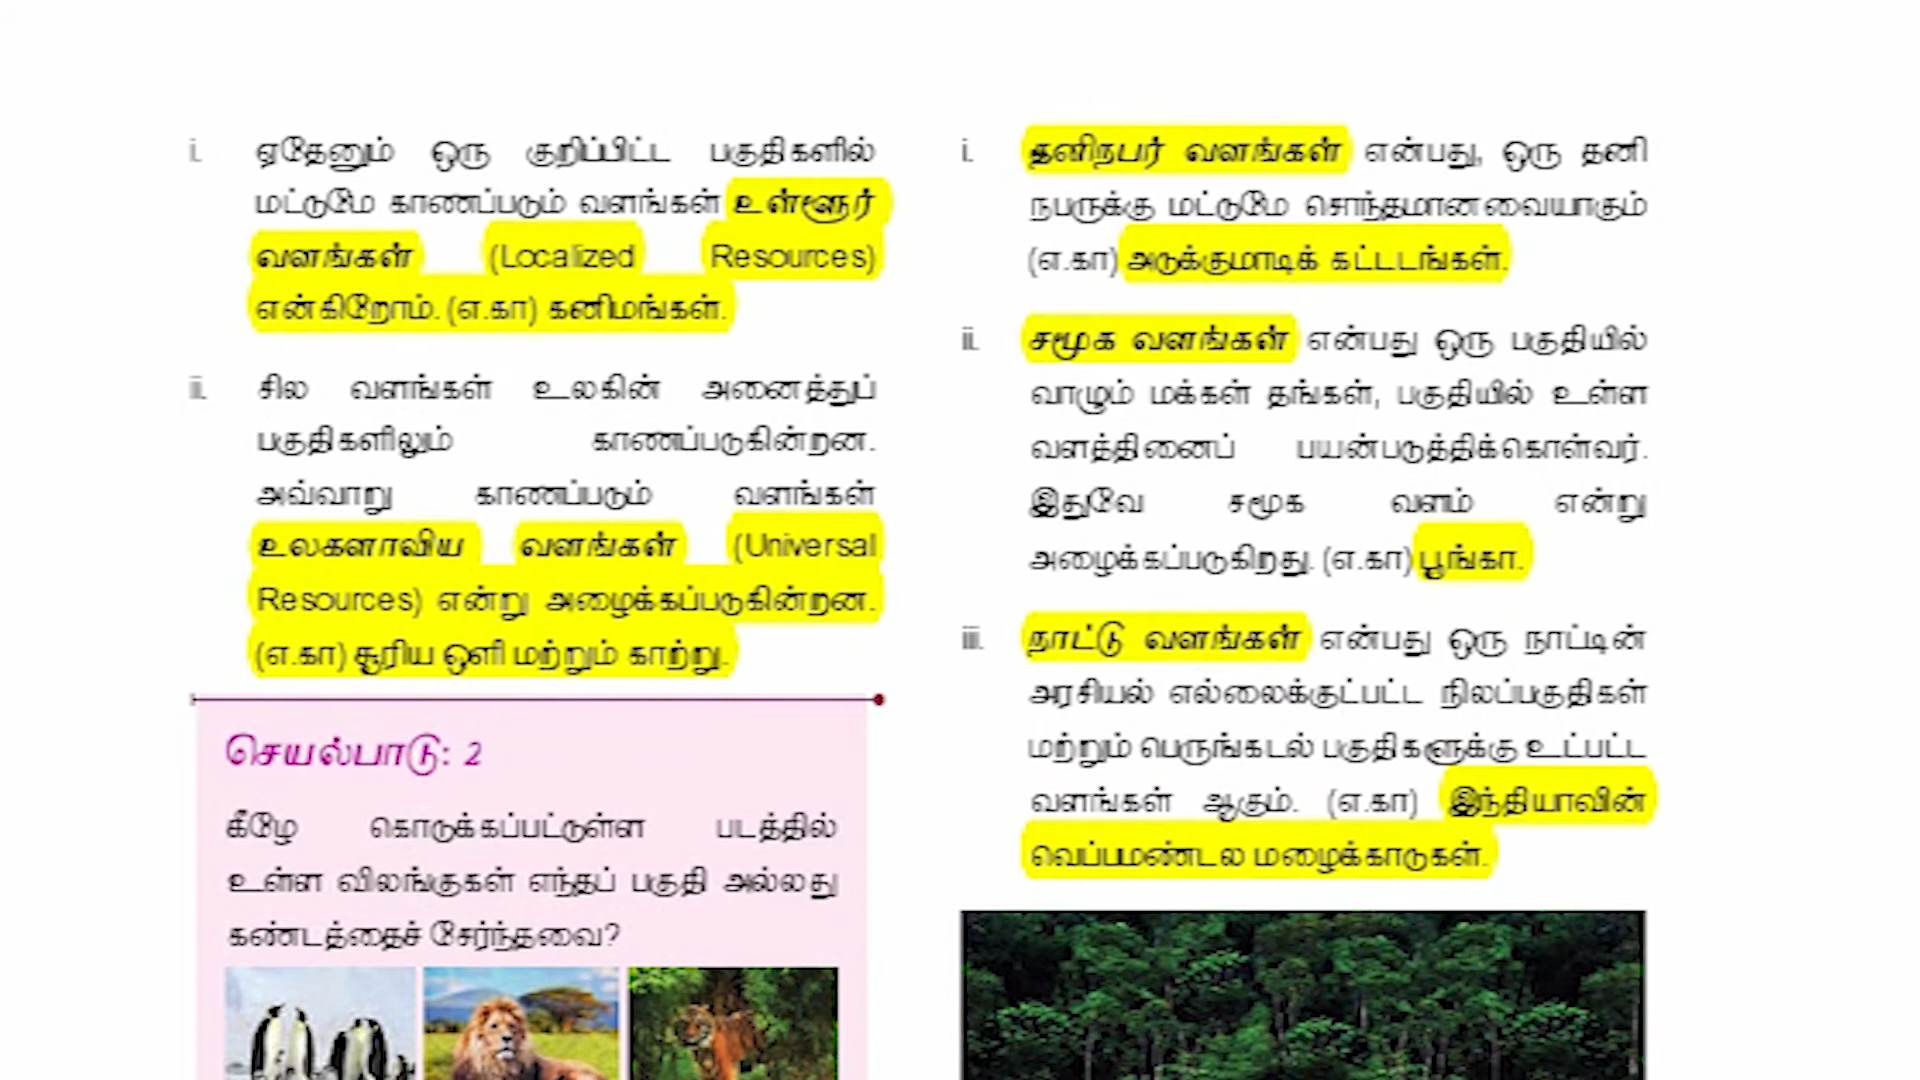 i. ஏதேனும் ஒரு குறிப்பிட்ட பகுதிகளில்
மட்டுமே காணப்படும் வளங்கள் உள்ளூர்
வளங்கள் (Localized Resources)
என்கிறோம். (எ.கா) கனிமங்கள்.
ii. சில வளங்கள் உலகின் அனைத்துப்
பகுதிகளிலும் காணப்படுகின்றன.
அவ்வாறு காணப்படும் வளங்கள்
உலகளாவிய வளங்கள் (Universal
Resources) என்று அழைக்கப்படுகின்றன.
(எ.கா) சூரிய ஒளி மற்றும் காற்று.
செயல்பாடு: 2
கீழே கொடுக்கப்பட்டுள்ள படத்தில்
உள்ள விலங்குகள் எந்தப் பகுதி அல்லது
கண்டத்தைச் சேர்ந்தவை?
i. தனிநபர் வளங்கள் என்பது, ஒரு தனி
நபருக்கு மட்டுமே சொந்தமானவையாகும்
(எ.கா) அடுக்குமாடிக் கட்டடங்கள்.
ii. சமூக வளங்கள் என்பது ஒரு பகுதியில்
வாழும் மக்கள் தங்கள், பகுதியில் உள்ள
வளத்தினைப் பயன்படுத்திக்கொள்வர்.
இதுவே சமூக வளம் என்று
அழைக்கப்படுகிறது. (எ.கா) பூங்கா.
iii. நாட்டு வளங்கள் என்பது ஒரு நாட்டின்
அரசியல் எல்லைக்குட்பட்ட நிலப்பகுதிகள்
மற்றும் பெருங்கடல் பகுதிகளுக்கு உட்பட்ட
வளங்கள் ஆகும். (எ.கா) இந்தியாவின்
வெப்பமண்டல மழைக்காடுகள்.